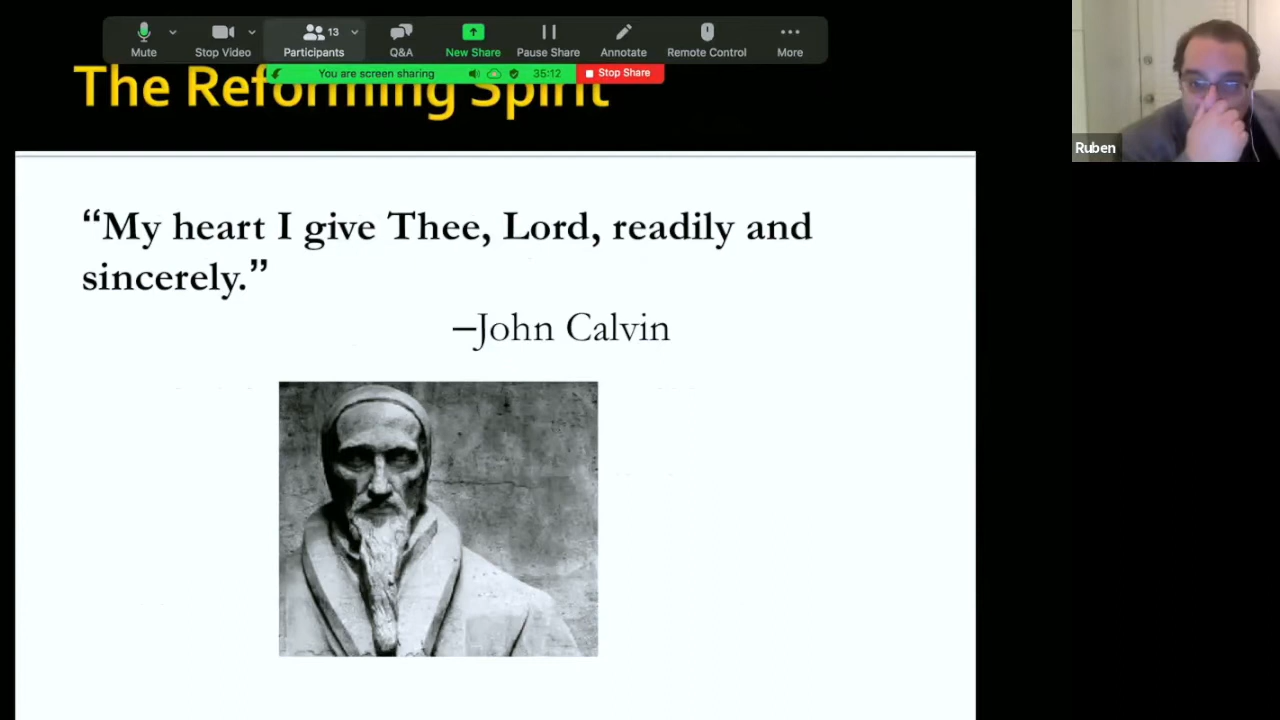 13
Mute
Stop Video
Participants
Q&A
New Share
Pause Share
Annotate
Remote Control
More
You are screen sharing
35:12
Stop Share
The Reforming Spirit
Ruben
“My heart I give Thee, Lord, readily and
sincerely.”
–John Calvin